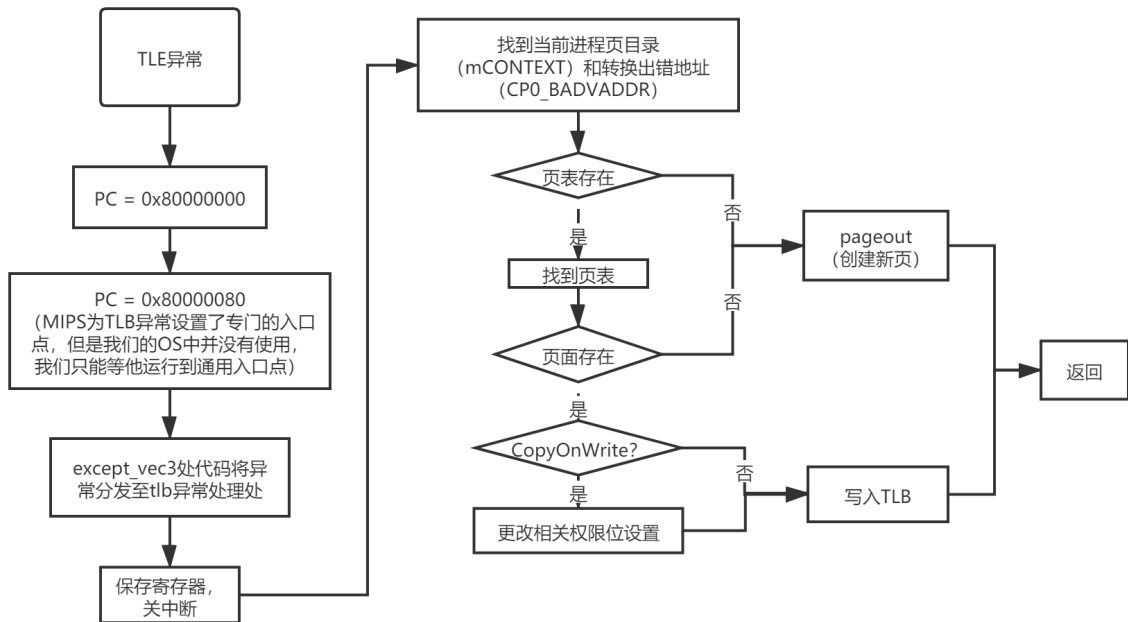 TLE异常
PC = 0x80000000
PC = 0x80000080
（MIPS为TLB异常设置了专门的入口
点，但是我们的OS中并没有使用，
我们只能等他运行到通用入口点）
except_vec3处代码将异
常分发至tlb异常处理处
保存寄存器，
关中断
找到当前进程页目录
（mCONTEXT）和转换出错地址
（CP0_BADVADDR）
页表存在
否
是
找到页表
否
页面存在
是
CopyOnWrite?
否
是
更改相关权限位设置
pageout
（创建新页）
写入TLB
返回